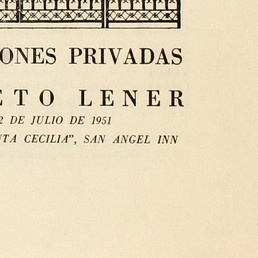 ONES PRIVADAS
ETO LENER
2 DE JULIO DE 1951
TA CECILIA", SAN ANGEL INN